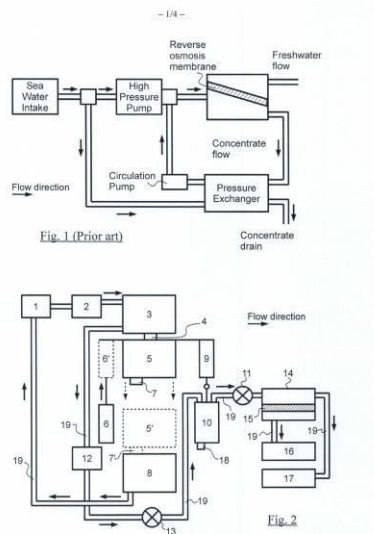 – 1/4 –
Reverse
osmosis
membrane
Freshwater
flow
Sea
Water
Intake
High
Pressure
Pump
Concentrate
flow
Circulation
Pump
Pressure
Exchanger
Flow direction
Concentrate
drain
Fig. 1 (Prior art)
Flow direction
1
2
3
4
6'
5
9
7
11
14
15
19
10
6
5'
19
19
19
12
18
16
7
8
17
19
19
13
Fig. 2